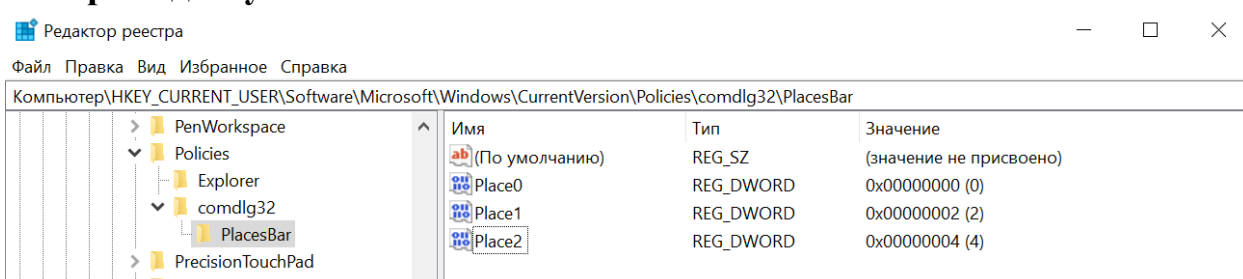 Редактор реестра
Файл Правка Вид Избранное Справка
Компьютер\HKEY_CURRENT_USER\Software\Microsoft\Windows\CurrentVersion\Policies\comdlg32\PlacesBar
PenWorkspace
Policies
Explorer
comdlg32
PlacesBar
PrecisionTouchPad
Имя Тип Значение
(По умолчанию) REG_SZ (значение не присвоено)
Place0 REG_DWORD 0x00000000 (0)
Place1 REG_DWORD 0x00000002 (2)
Place2 REG_DWORD 0x00000004 (4)